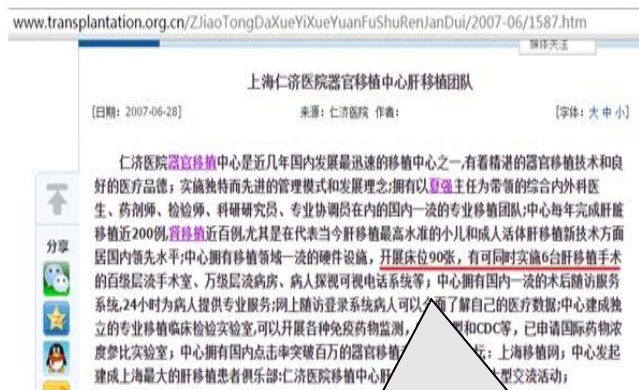 www.transplantation.org.cn/ZJiaoTongDaXueYiXueYuanFuShuRenJanDui/2007-06/1587.htm
媒体关注
上海仁济医院器官移植中心肝移植团队
[日期：2007-06-28] 来源：仁济医院 作者： [字体：大 中 小]
仁济医院器官移植中心是近几年国内发展最迅速的移植中心之一,有着精湛的器官移植技术和良
好的医疗品德；实施独特而先进的管理模式和发展理念;拥有以夏强主任为带领的综合内外科医
生、药剂师、检验师、科研研究员、专业协调员在内的国内一流的专业移植团队;中心每年完成肝脏
移植近200例,肾移植近百例,尤其是在代表当今肝移植最高水准的小儿和成人活体肝移植新技术方面
分享
居国内领先水平;中心拥有移植领域一流的硬件设施，开展床位90张，有可同时实施6台肝移植手术
的百级层流手术室、万级层流病房、病人探视可视电话系统等；中心拥有国内一流的术后随访服务
系统,24小时为病人提供专业服务;网上随访登录系统病人可以 面了解自己的医疗数据;中心建成独
立的专业移植临床检验实验室,可以开展各种免疫药物监测， 型和CDC等，已申请国际药物浓
度参比实验室；中心拥有国内点击率突破百万的器官移植 ：上海移植网；中心发起
建成上海最大的肝移植患者俱乐部:仁济医院移植中心肝 大型交流活动；